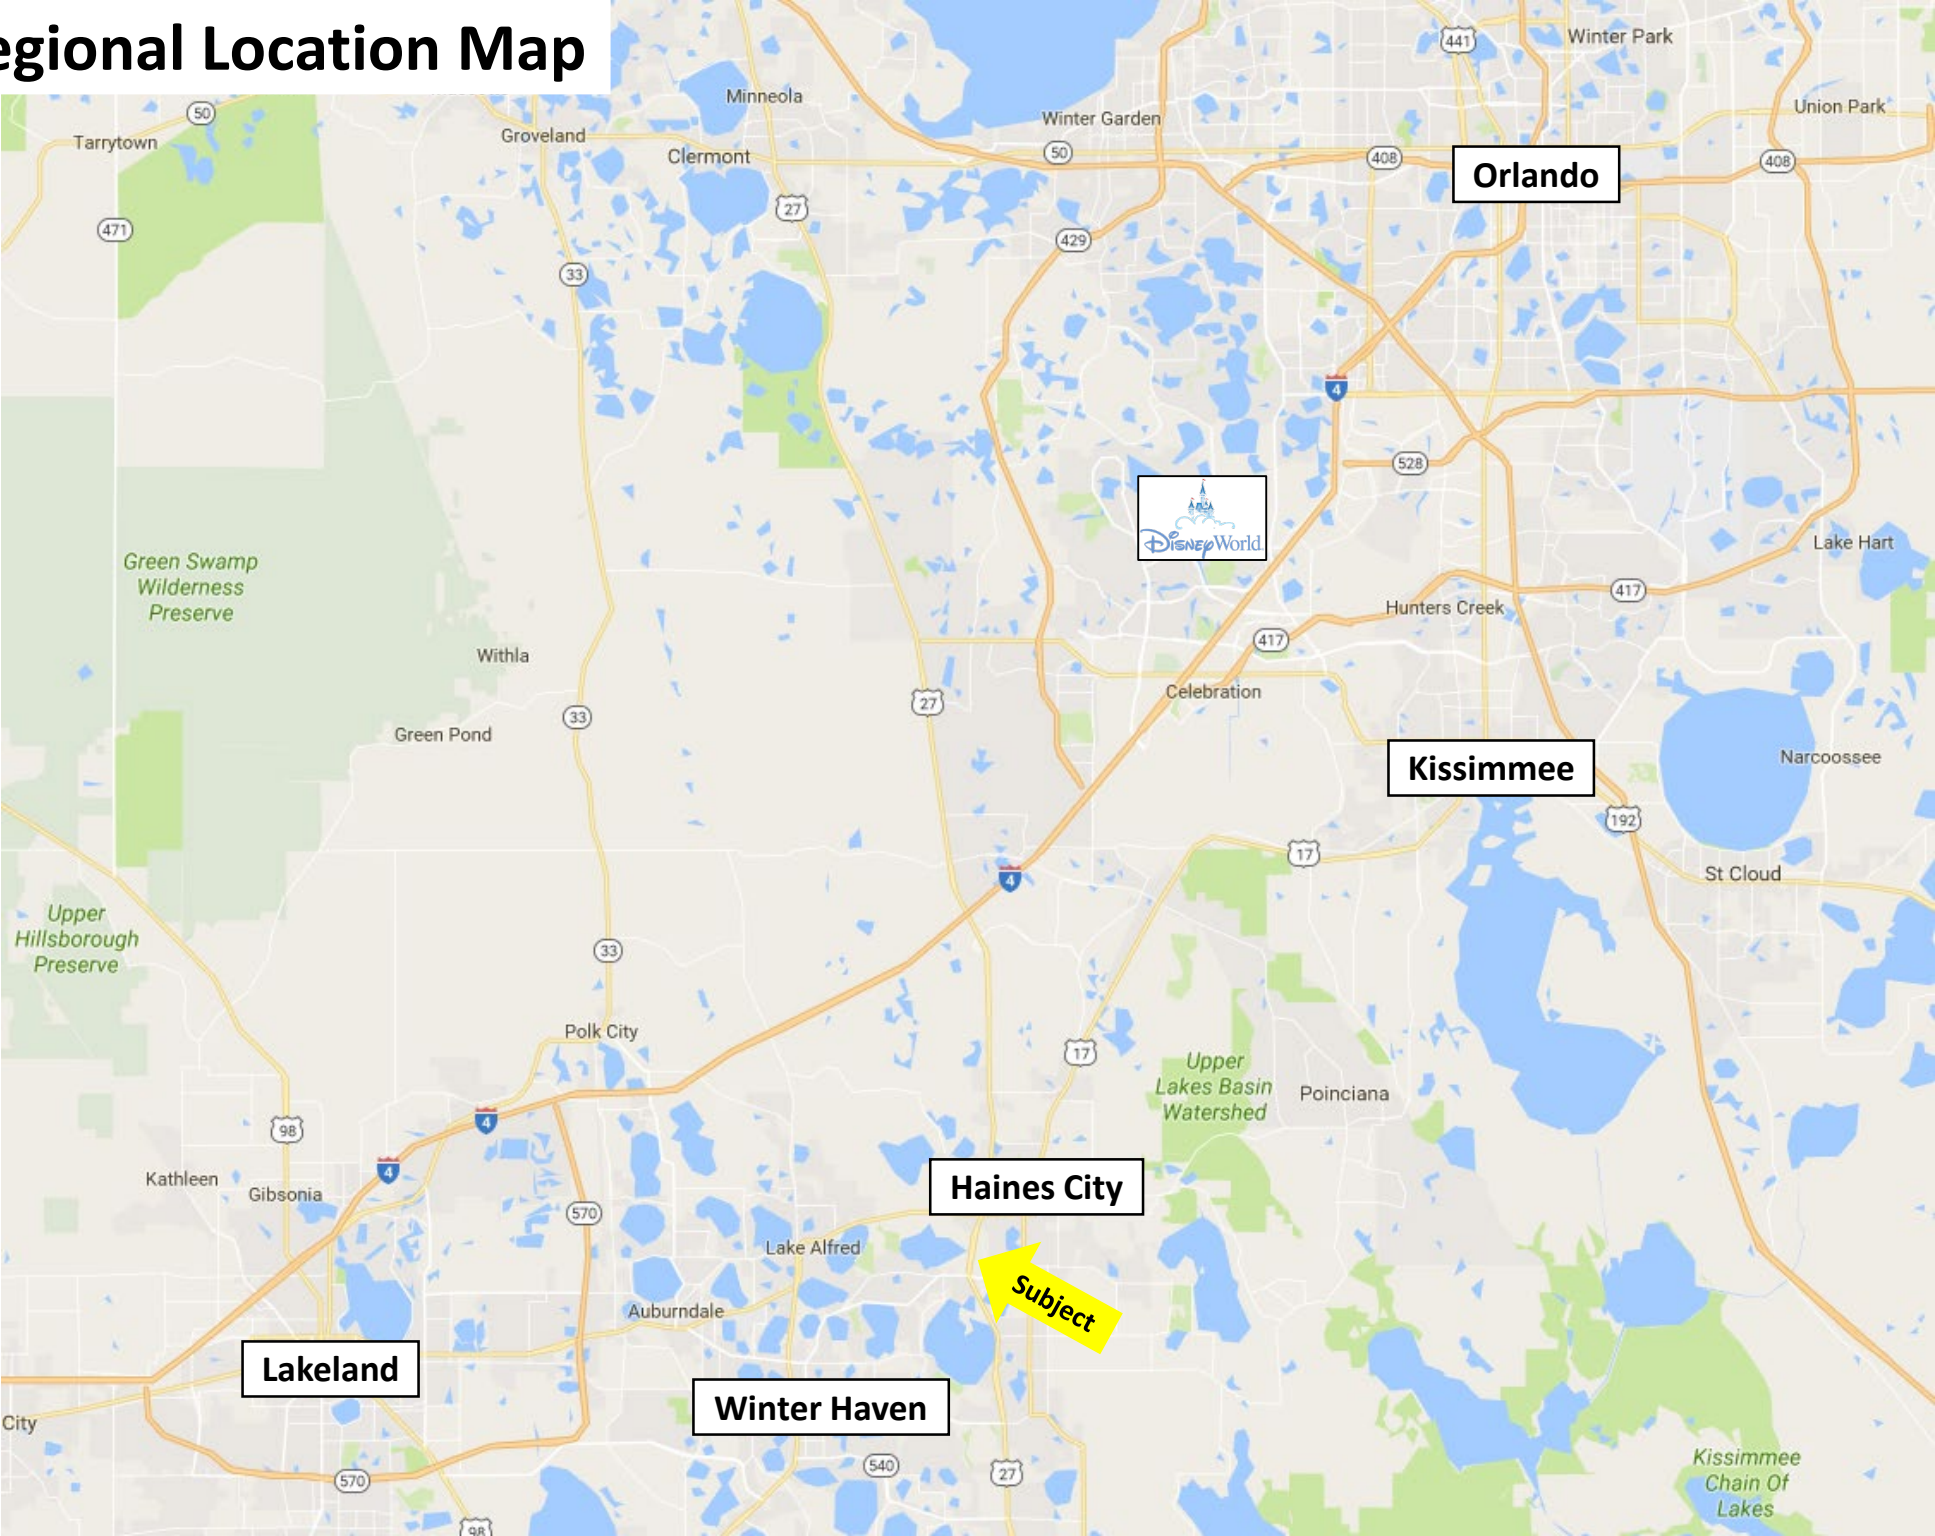 egional Location Map
441
Winter Park
Minneola
50
Winter Garden
Union Park
Tarrytown
Groveland
Clermont
50
408
408
Orlando
27
471
429
33
4
528
Disney World
Lake Hart
Green Swamp
Wilderness
Preserve
417
Hunters Creek
417
Withla
Celebration
27
33
Green Pond
Narcoossee
Kissimmee
192
17
St Cloud
4
Upper
Hillsborough
Preserve
33
Polk City
17
Upper
Lakes Basin
Watershed
Poinciana
4
98
4
Kathleen
Gibsonia
Haines City
570
Lake Alfred
Subject
Auburndale
Lakeland
Winter Haven
City
540
27
570
Kissimmee
Chain Of
Lakes
98